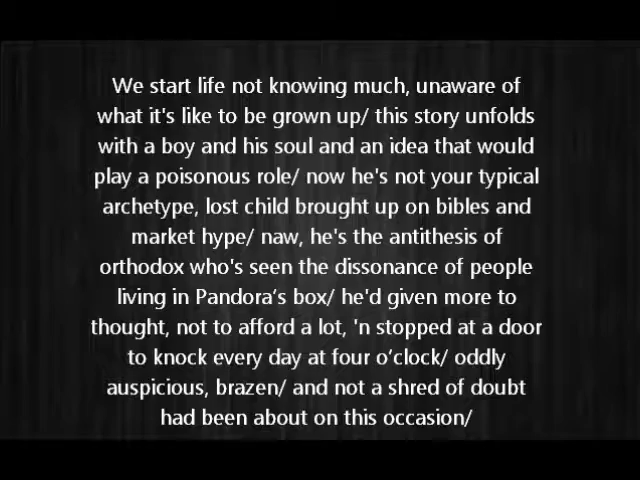 We start life not knowing much, unaware of
what it's like to be grown up/ this story unfolds
with a boy and his soul and an idea that would
play a poisonous role/ now he's not your typical
archetype, lost child brought up on bibles and
market hype/ naw, he's the antithesis of
orthodox who's seen the dissonance of people
living in Pandora’s box/ he'd given more to
thought, not to afford a lot, 'n stopped at a door
to knock every day at four o’clock/ oddly
auspicious, brazen/ and not a shred of doubt
had been about on this occasion/